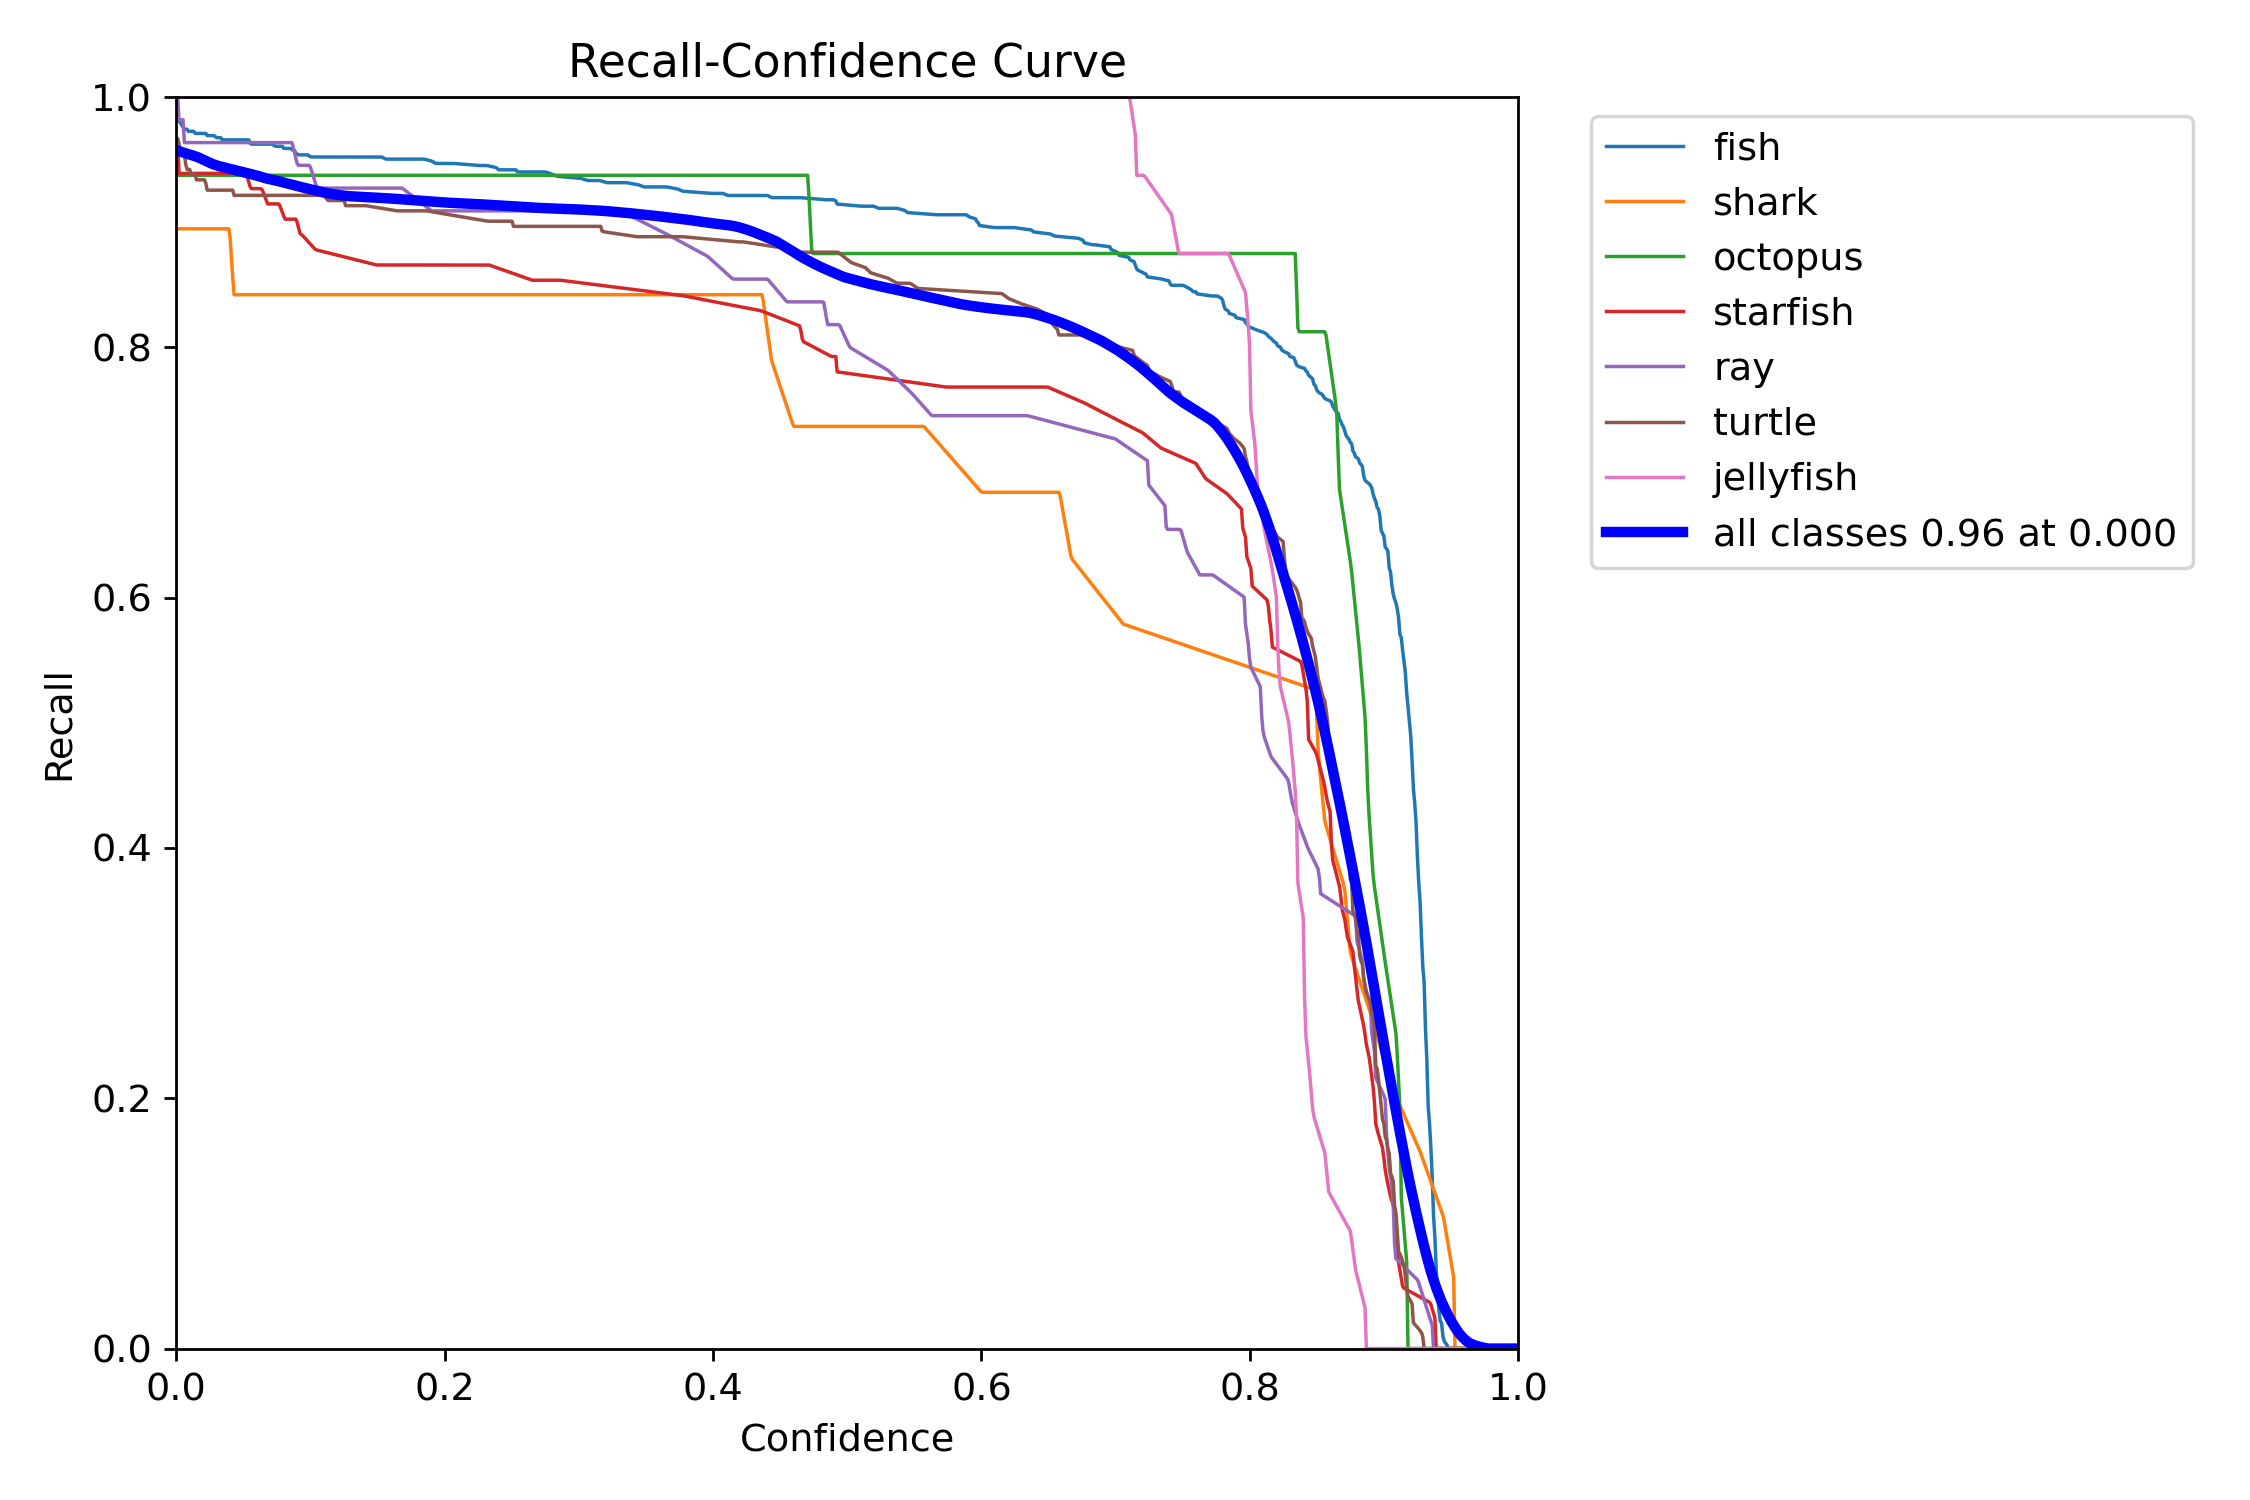 Recall-Confidence Curve
1.0
0.8
0.6
0.4
0.2
0.0
Recall
0.0 0.2 0.4 0.6 0.8 1.0
Confidence
fish
shark
octopus
starfish
ray
turtle
jellyfish
all classes 0.96 at 0.000